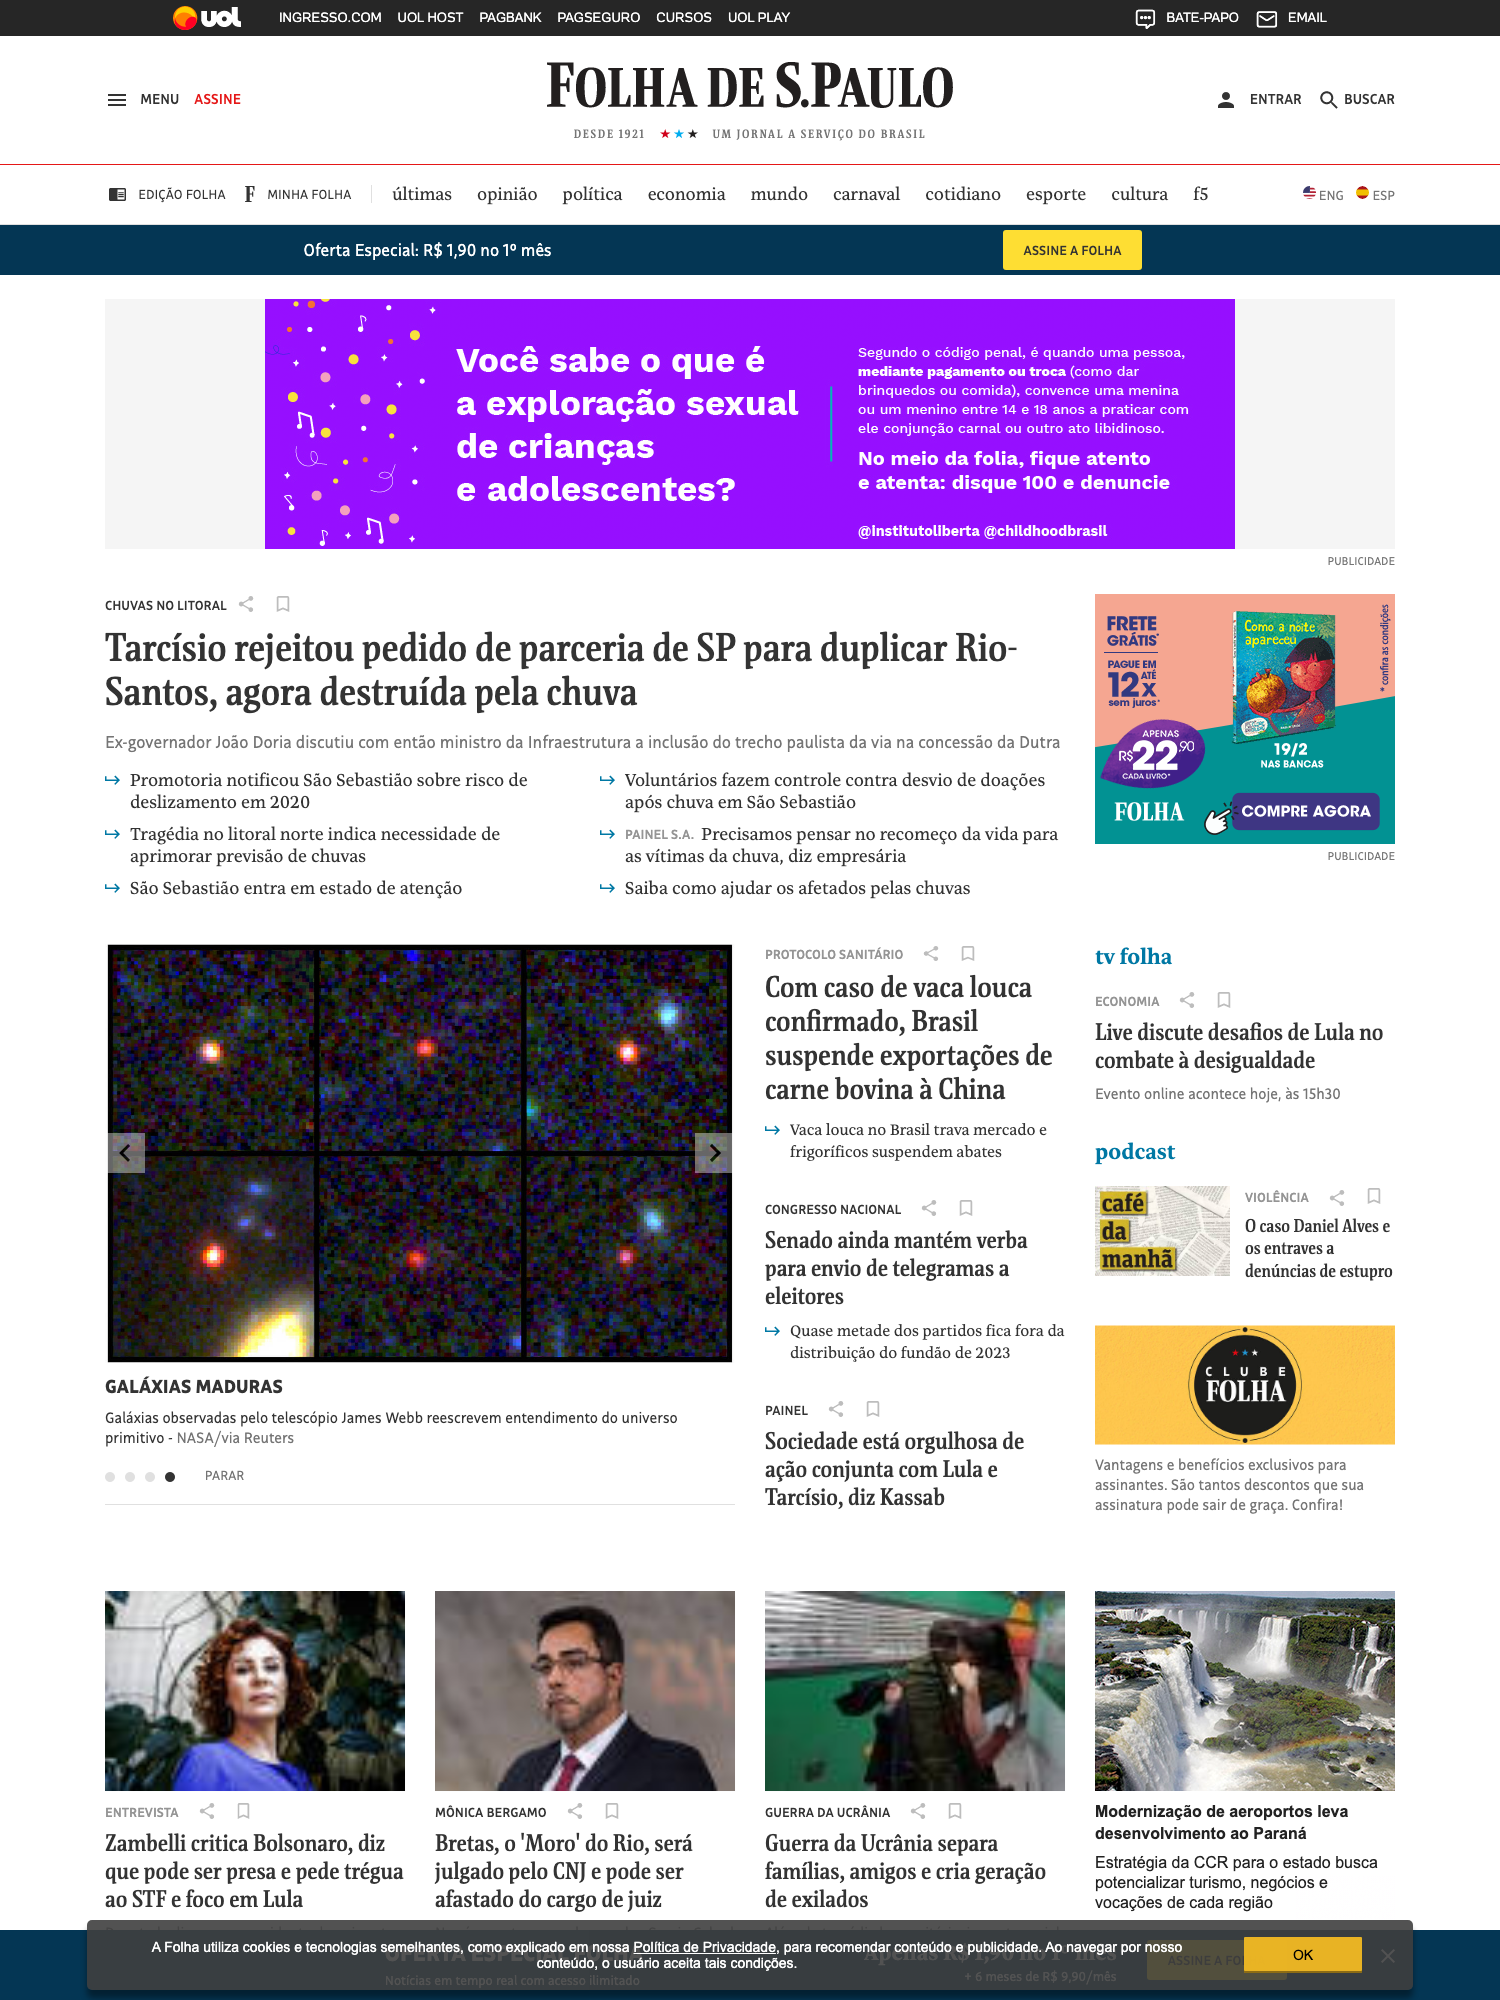 uol
INGRESSO.COM UOL HOST PAGBANK PAGSEGURO CURSOS UOL PLAY
BATE-PAPO EMAIL
MENU ASSINE
FOLHA DE S.PAULO
DESDE 1921 ★★★ UM JORNAL A SERVIÇO DO BRASIL
ENTRAR BUSCAR
EDIÇÃO FOLHA F MINHA FOLHA
últimas opinião política economia mundo carnaval cotidiano esporte cultura f5
ENG ESP
Oferta Especial: R$ 1,90 no 1º mês
ASSINE A FOLHA
Você sabe o que é
a exploração sexual
de crianças
e adolescentes?
Segundo o código penal, é quando uma pessoa,
mediante pagamento ou troca (como dar
brinquedos ou comida), convence uma menina
ou um menino entre 14 e 18 anos a praticar com
ele conjunção carnal ou outro ato libidinoso.
No meio da folia, fique atento
e atenta: disque 100 e denuncie
@institutoliberta @childhoodbrasil
PUBLICIDADE
CHUVAS NO LITORAL
Tarcísio rejeitou pedido de parceria de SP para duplicar Rio-
Santos, agora destruída pela chuva
Ex-governador João Doria discutiu com então ministro da Infraestrutura a inclusão do trecho paulista da via na concessão da Dutra
Promotoria notificou São Sebastião sobre risco de
deslizamento em 2020
Tragédia no litoral norte indica necessidade de
aprimorar previsão de chuvas
São Sebastião entra em estado de atenção
Voluntários fazem controle contra desvio de doações
após chuva em São Sebastião
PAINEL S.A. Precisamos pensar no recomeço da vida para
as vítimas da chuva, diz empresária
Saiba como ajudar os afetados pelas chuvas
FRETE
GRÁTIS*
PAGUE EM
ATÉ
12x
sem juros*
Como a noite
apareceu
* confira as condições
APENAS
R$22,90
CADA LIVRO*
19/2
NAS BANCAS
FOLHA
COMPRE AGORA
PUBLICIDADE
GALÁXIAS MADURAS
Galáxias observadas pelo telescópio James Webb reescrevem entendimento do universo
primitivo - NASA/via Reuters
PARAR
PROTOCOLO SANITÁRIO
Com caso de vaca louca
confirmado, Brasil
suspende exportações de
carne bovina à China
Vaca louca no Brasil trava mercado e
frigoríficos suspendem abates
CONGRESSO NACIONAL
Senado ainda mantém verba
para envio de telegramas a
eleitores
Quase metade dos partidos fica fora da
distribuição do fundão de 2023
PAINEL
Sociedade está orgulhosa de
ação conjunta com Lula e
Tarcísio, diz Kassab
tv folha
ECONOMIA
Live discute desafios de Lula no
combate à desigualdade
Evento online acontece hoje, às 15h30
podcast
café
da
manhã
VIOLÊNCIA
O caso Daniel Alves e
os entraves a
denúncias de estupro
CLUBE
FOLHA
Vantagens e benefícios exclusivos para
assinantes. São tantos descontos que sua
assinatura pode sair de graça. Confira!
ENTREVISTA
Zambelli critica Bolsonaro, diz
que pode ser presa e pede trégua
ao STF e foco em Lula
MÔNICA BERGAMO
Bretas, o 'Moro' do Rio, será
julgado pelo CNJ e pode ser
afastado do cargo de juiz
GUERRA DA UCRÂNIA
Guerra da Ucrânia separa
famílias, amigos e cria geração
de exilados
Modernização de aeroportos leva
desenvolvimento ao Paraná
Estratégia da CCR para o estado busca
potencializar turismo, negócios e
vocações de cada região
A Folha utiliza cookies e tecnologias semelhantes, como explicado em nossa Política de Privacidade, para recomendar conteúdo e publicidade. Ao navegar por nosso
conteúdo, o usuário aceita tais condições.
OK
Notícias em tempo real com acesso ilimitado
+ 6 meses de R$ 9,90/mês